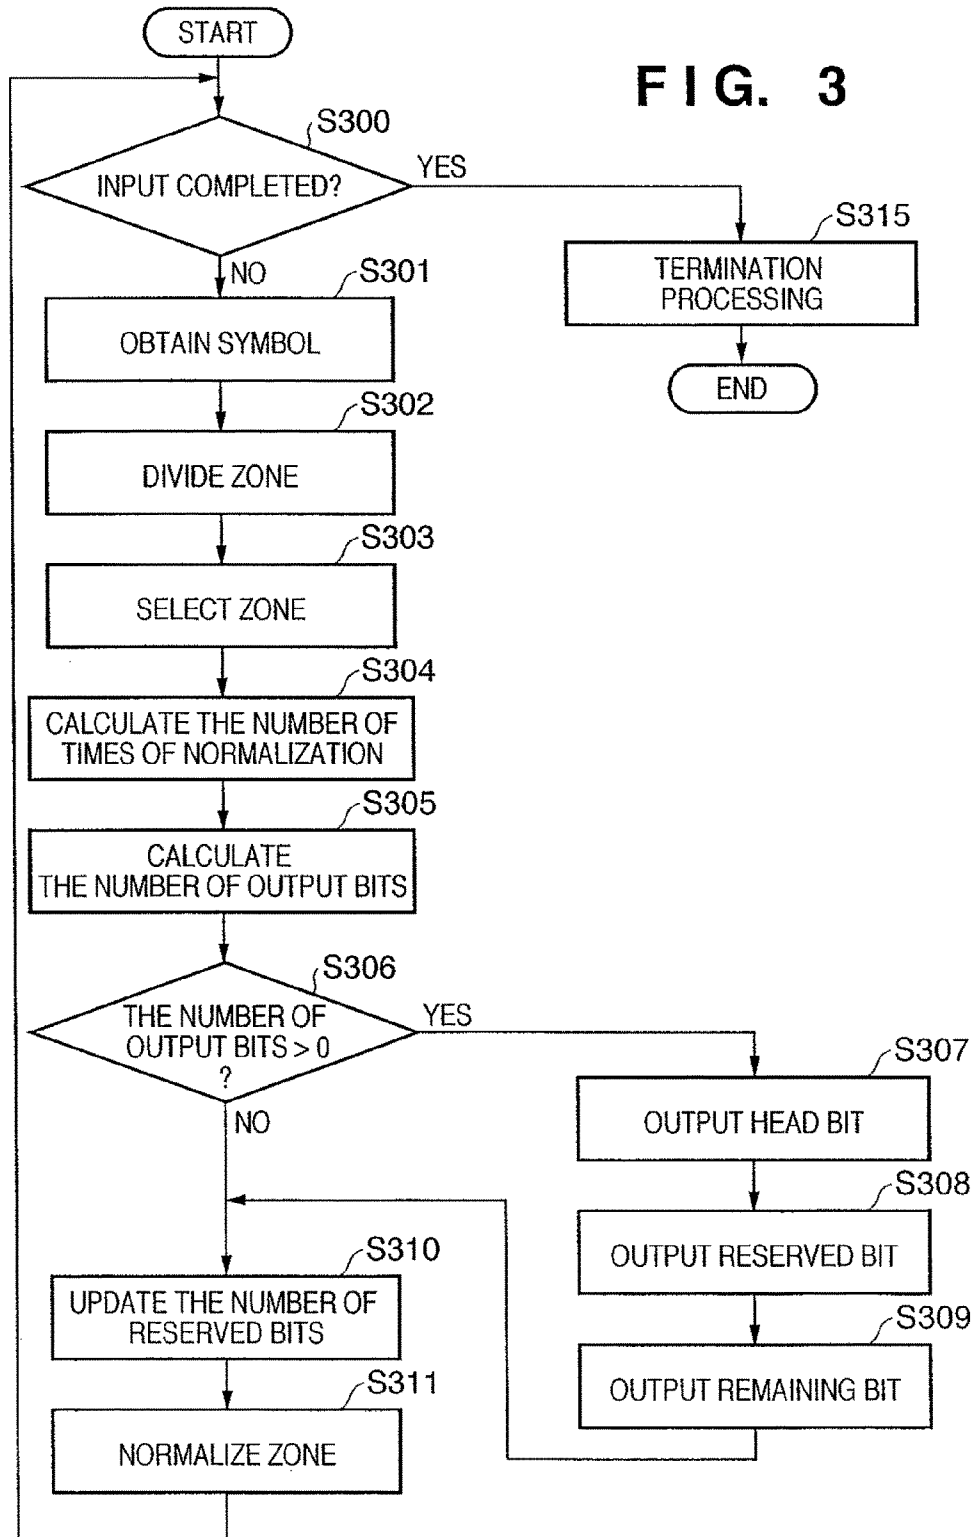 START
FIG. 3
S300
INPUT COMPLETED?
YES
S315
TERMINATION
PROCESSING
END
NO
S301
OBTAIN SYMBOL
S302
DIVIDE ZONE
S303
SELECT ZONE
S304
CALCULATE THE NUMBER OF
TIMES OF NORMALIZATION
S305
CALCULATE
THE NUMBER OF OUTPUT BITS
S306
THE NUMBER OF
OUTPUT BITS > 0
?
YES
S307
OUTPUT HEAD BIT
S308
OUTPUT RESERVED BIT
S309
OUTPUT REMAINING BIT
NO
S310
UPDATE THE NUMBER OF
RESERVED BITS
S311
NORMALIZE ZONE